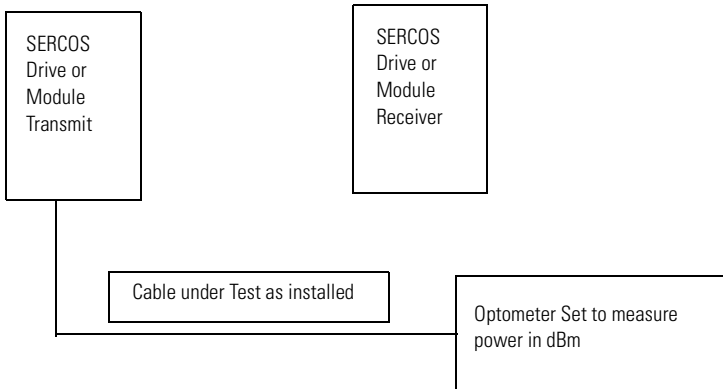 SERCOS
Drive or
Module
Transmit
SERCOS
Drive or
Module
Receiver
Cable under Test as installed
Optometer Set to measure
power in dBm